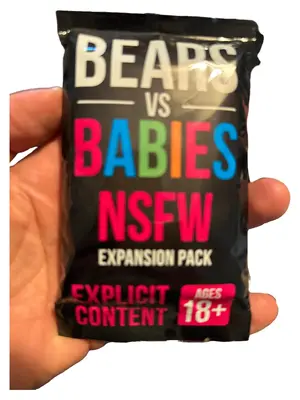 BEARS
VS
BABIES
NSFW
EXPANSION PACK
EXPLICIT
CONTENT
AGES
18+